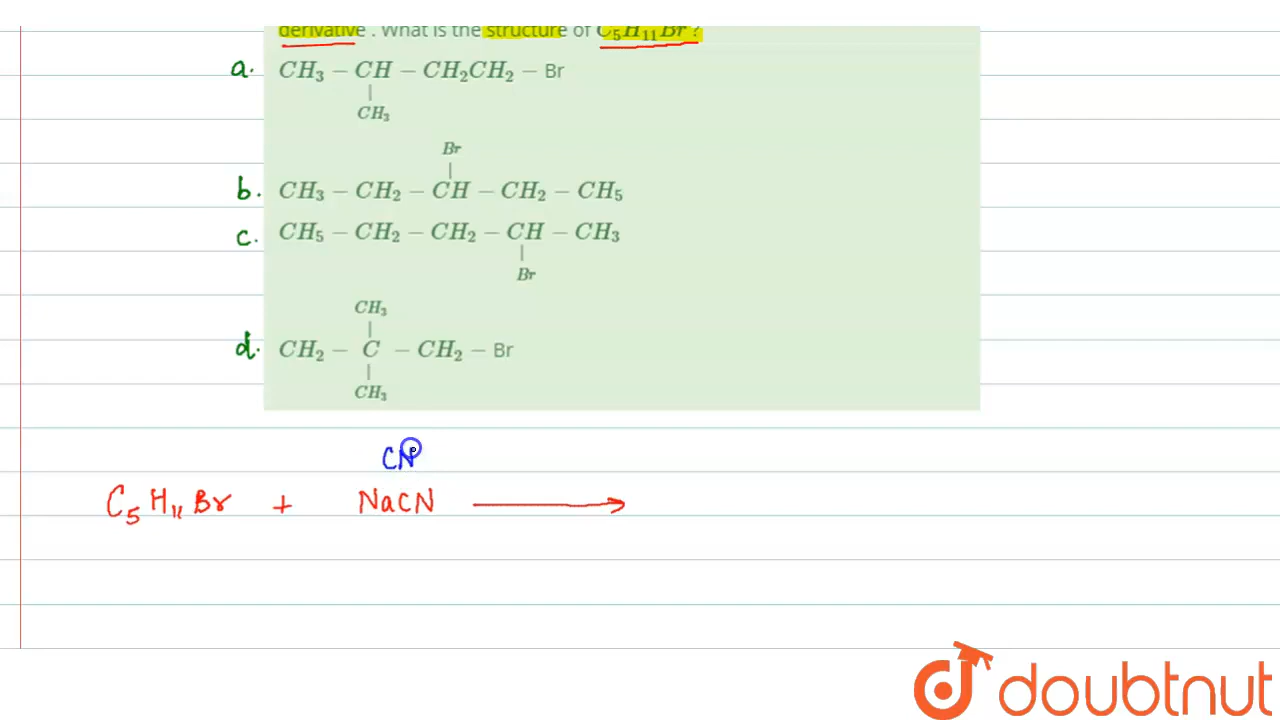 derivative . What is the structure of C₅H₁₁Br ?
a. CH₃ − CH − CH₂CH₂ − Br
|
CH₃
Br
|
b. CH₃ − CH₂ − CH − CH₂ − CH₅
c. CH₅ − CH₂ − CH₂ − CH − CH₃
|
Br
CH₃
|
d. CH₂ − C − CH₂ − Br
|
CH₃
CN
C₅H₁₁Br + NaCN ⟶
doubtnut